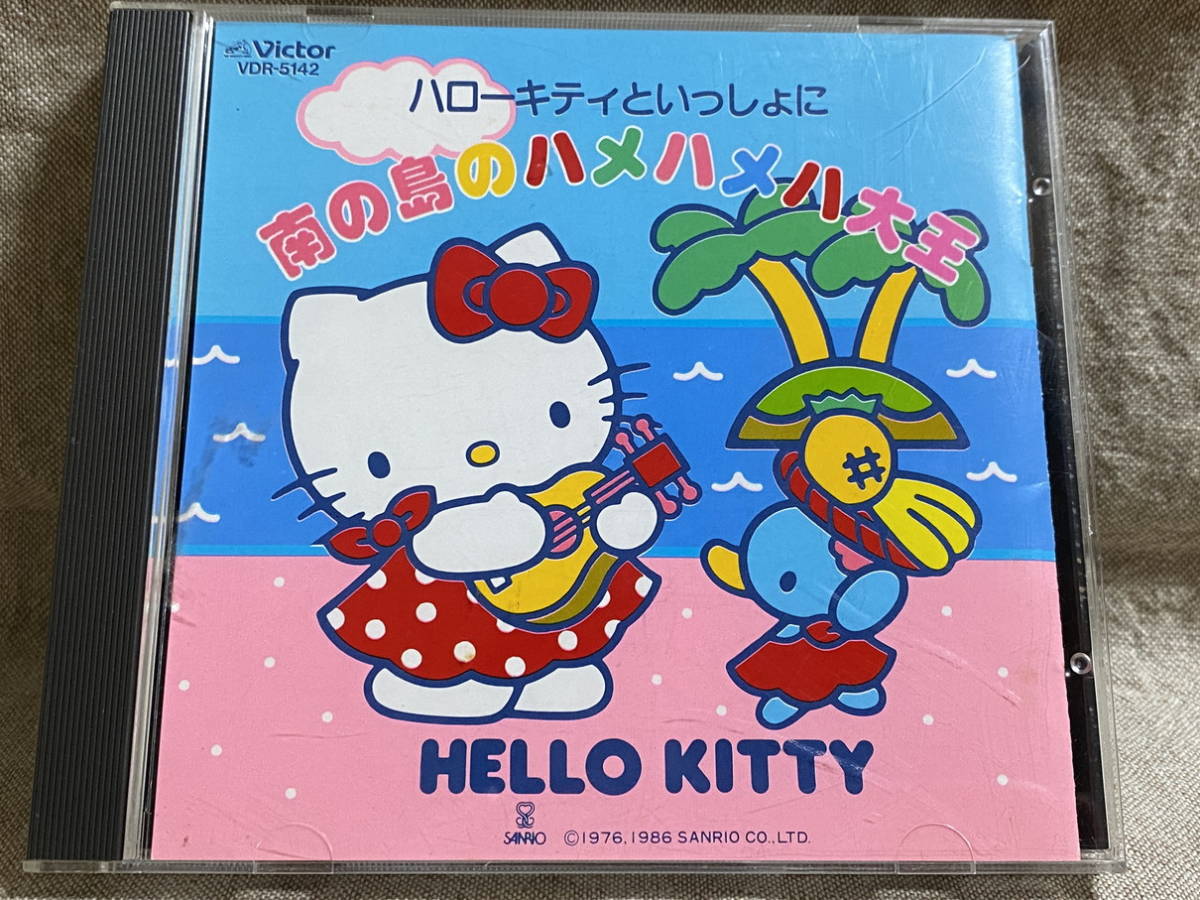 Victor
VDR-5142
ハローキティといっしょに
南の島のハメハメハ大王
HELLO KITTY
SANRIO
©1976,1986 SANRIO CO.,LTD.